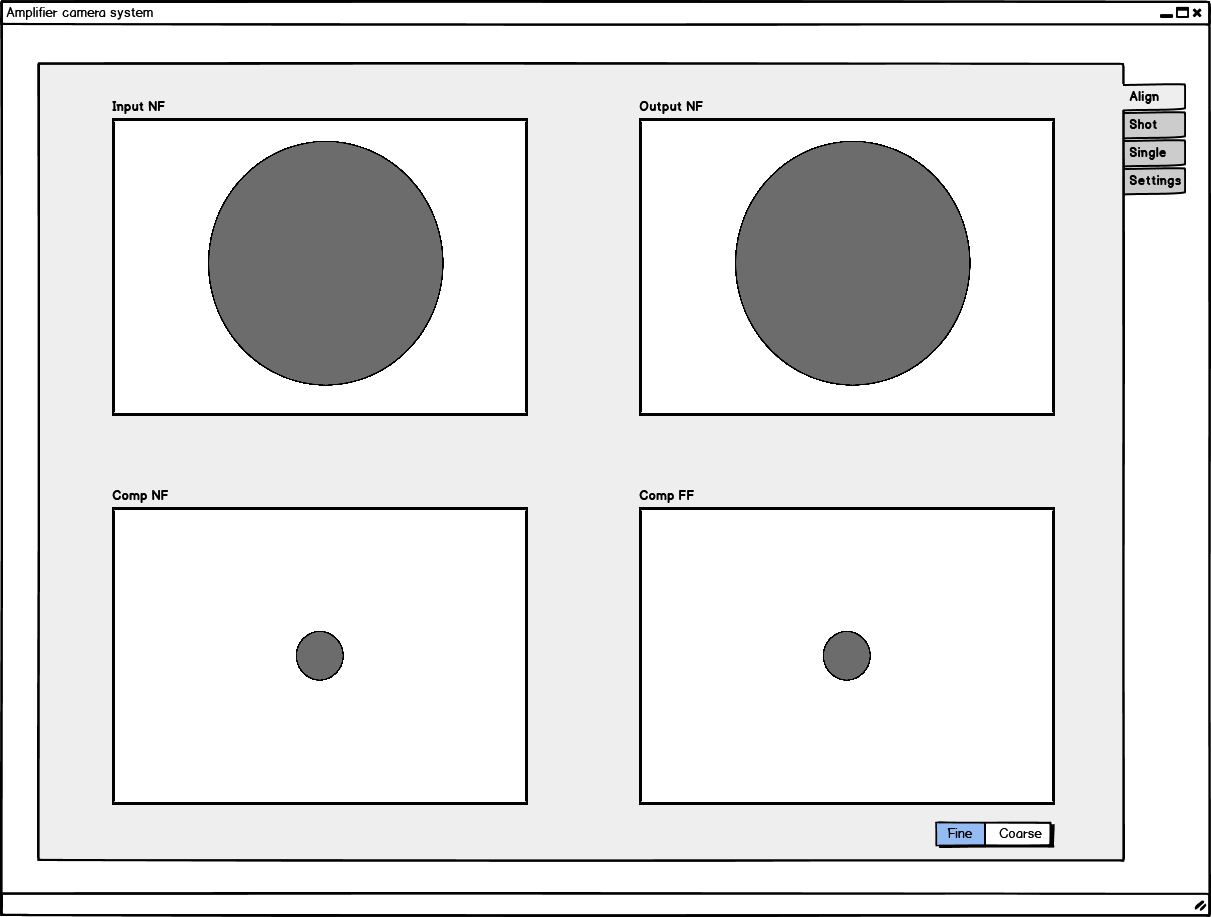 Amplifier camera system
Input NF
Output NF
Align
Shot
Single
Settings
Comp NF
Comp FF
Fine
Coarse